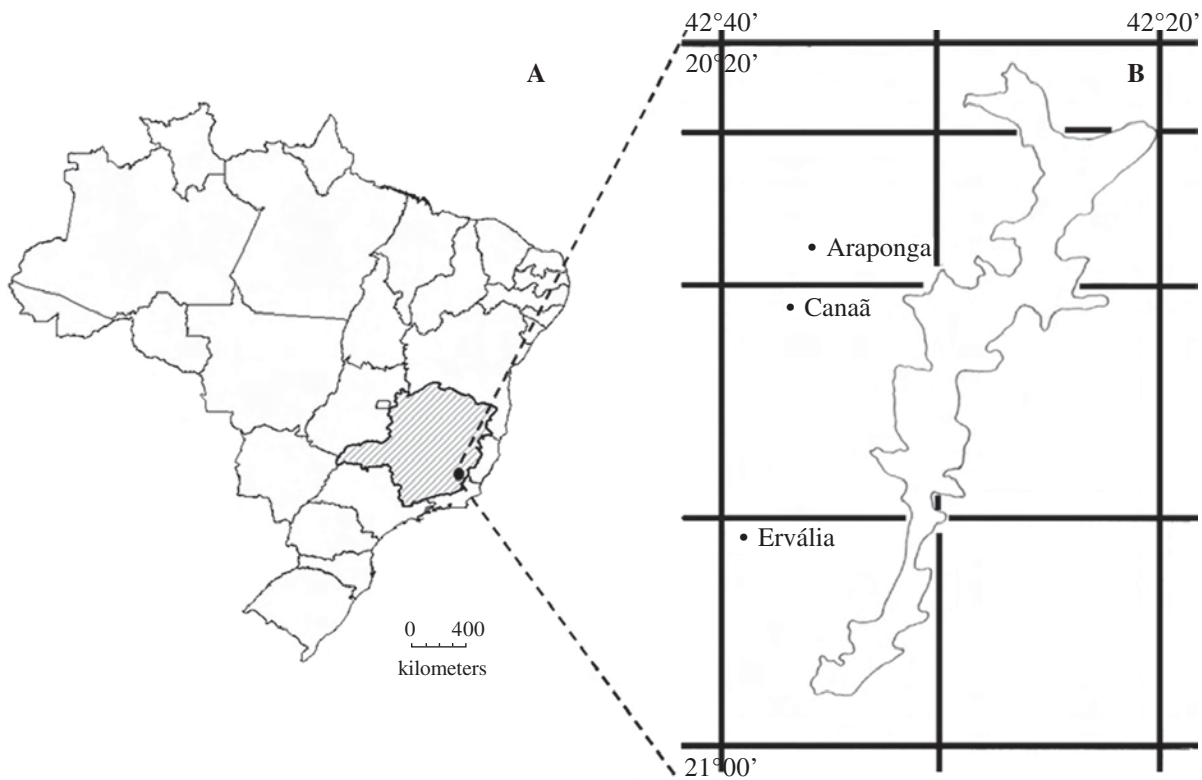 42°40’
42°20’
20°20’
A
B
• Araponga
• Canaã
• Ervália
0 400
kilometers
21°00’